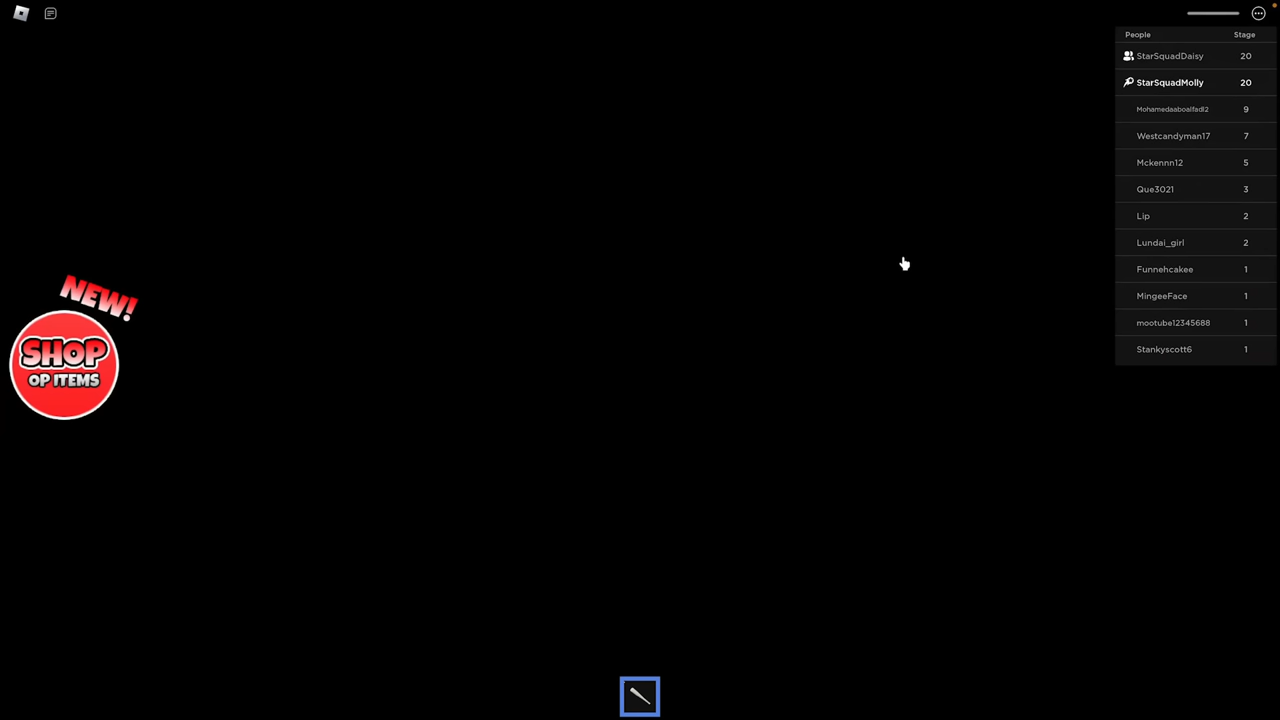 People Stage
StarSquadDaisy 20
StarSquadMolly 20
Mohamedaaboalfadl2 9
Westcandyman17 7
Mckennn12 5
Que3021 3
Lip 2
Lundai_girl 2
Funnehcakee 1
MingeeFace 1
mootube12345688 1
Stankyscott6 1
NEW!
SHOP
OP ITEMS